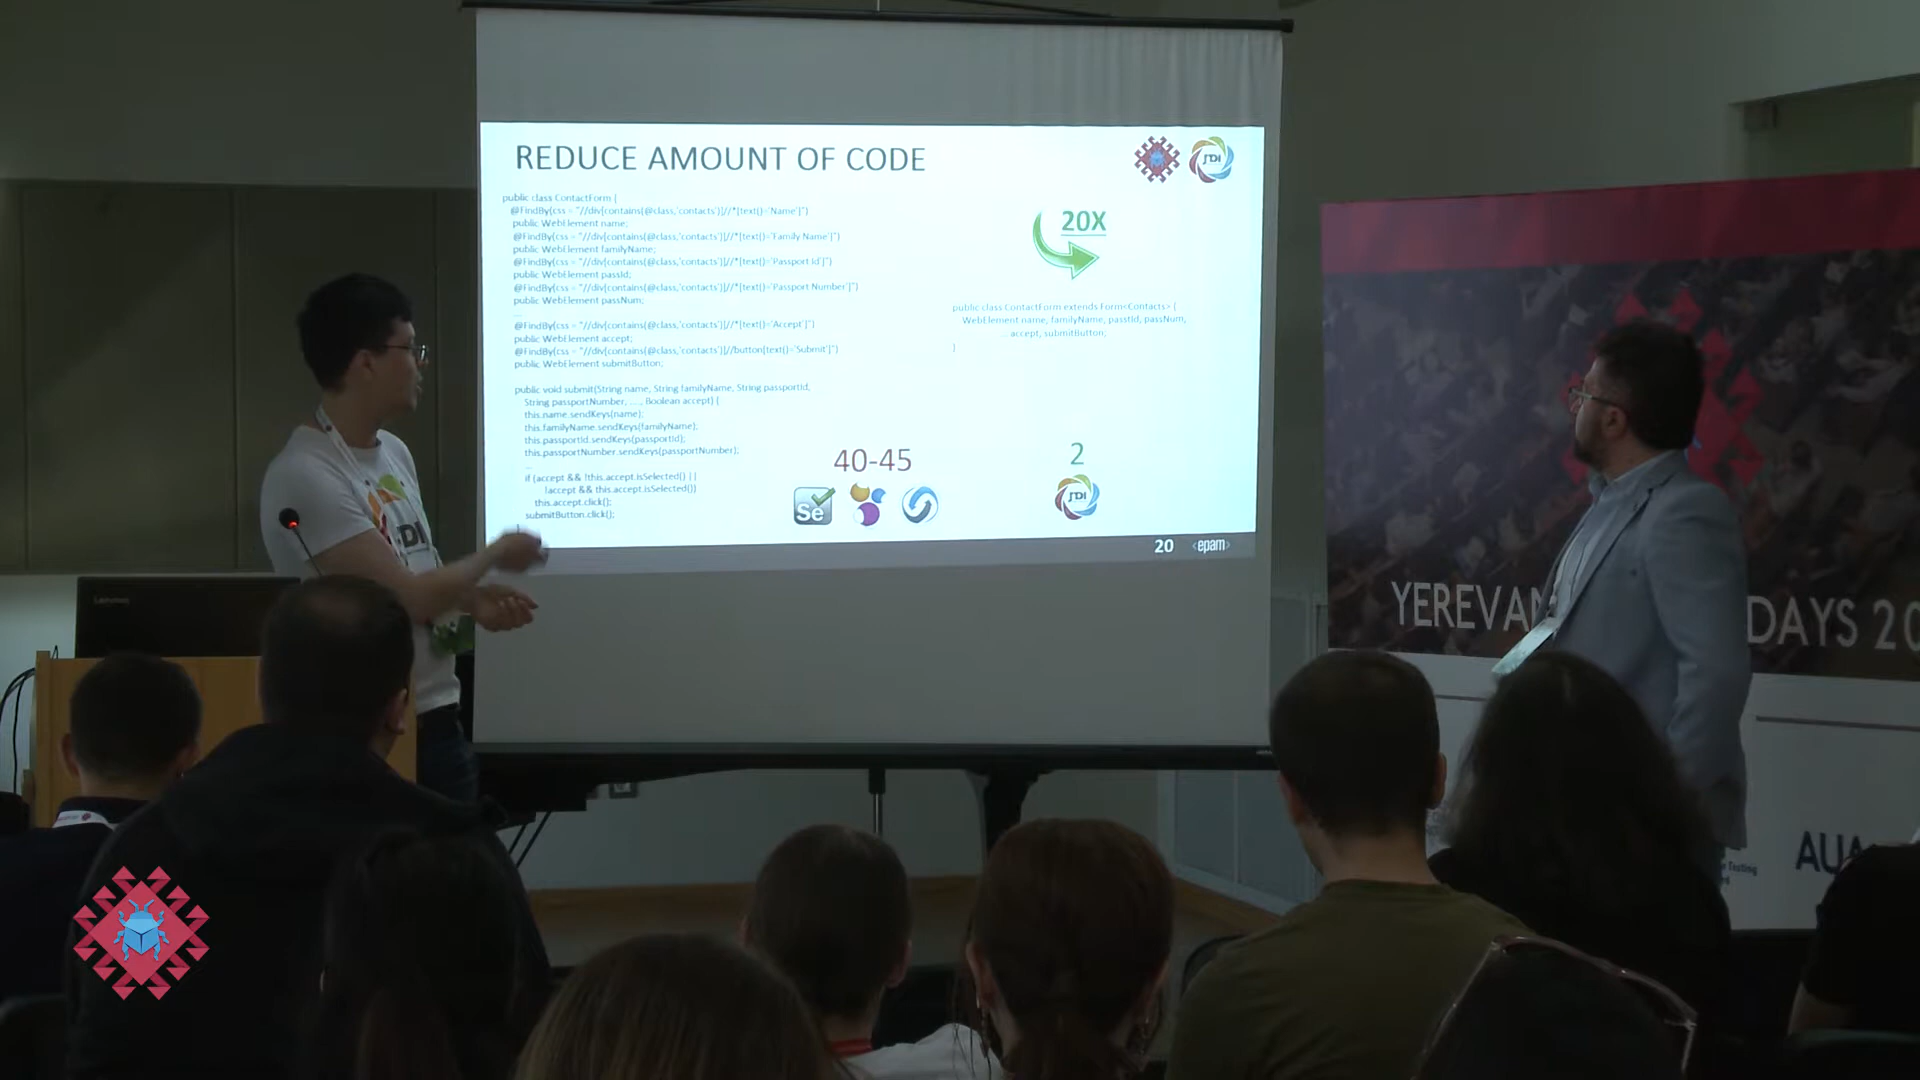 REDUCE AMOUNT OF CODE
JDI
public class ContactForm {
@FindBy(css = "//div[contains(@class,'contacts')]//*[text()='Name']")
public WebElement name;
@FindBy(css = "//div[contains(@class,'contacts')]//*[text()='Family Name']")
public WebElement familyName;
@FindBy(css = "//div[contains(@class,'contacts')]//*[text()='Passport Id']")
public WebElement passId;
@FindBy(css = "//div[contains(@class,'contacts')]//*[text()='Passport Number']")
public WebElement passNum;
...
@FindBy(css = "//div[contains(@class,'contacts')]//*[text()='Accept']")
public WebElement accept;
@FindBy(css = "//div[contains(@class,'contacts')]//button[text()='Submit']")
public WebElement submitButton;
public void submit(String name, String familyName, String passportId,
String passportNumber, ..., Boolean accept) {
this.name.sendKeys(name);
this.familyName.sendKeys(familyName);
this.passportId.sendKeys(passportId);
this.passportNumber.sendKeys(passportNumber);
...
if (accept && !this.accept.isSelected() ||
!accept && this.accept.isSelected())
this.accept.click();
submitButton.click();
}
20X
public class ContactForm extends Form<Contacts> {
WebElement name, familyName, passtId, passNum,
... accept, submitButton;
}
40-45
Se
2
JDI
20 <epam>
YEREVAN DAYS 20
AUA
Testing
Lenovo